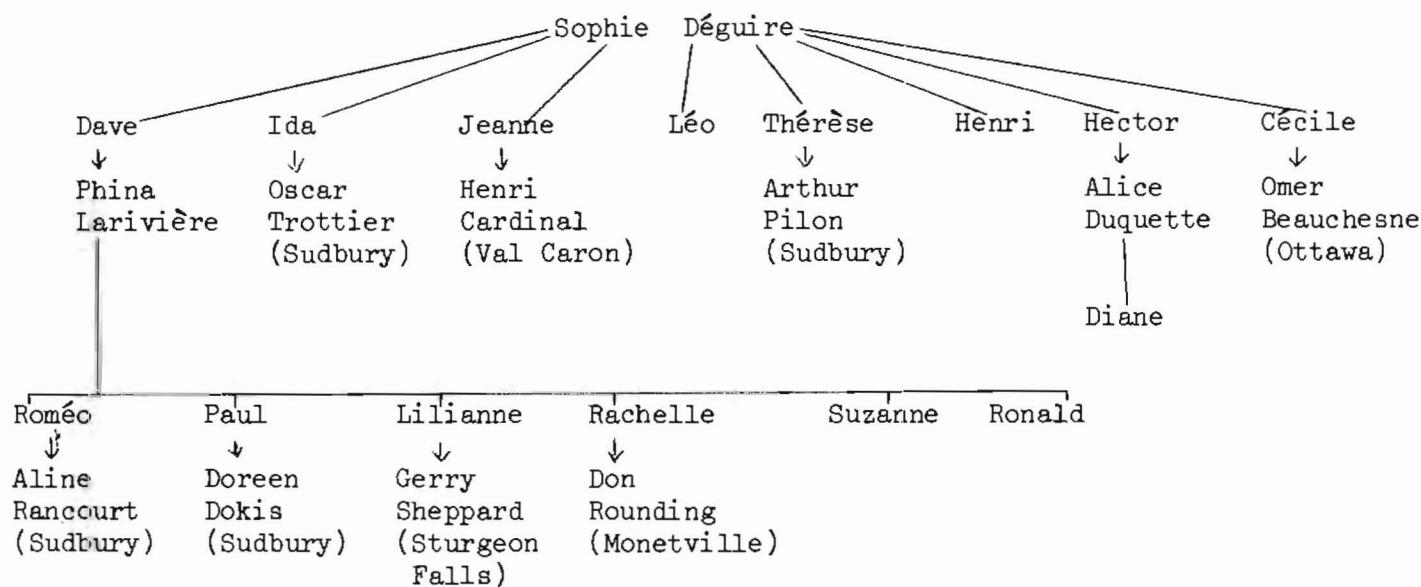 Sophie Déguire
Dave Ida Jeanne Léo Thérèse Henri Hector Cécile
Phina Oscar Henri Arthur Alice Omer
Larivière Trottier Cardinal Pilon Duquette Beauchesne
(Sudbury) (Val Caron) (Sudbury) (Ottawa)
Diane
Roméo Paul Lilianne Rachelle Suzanne Ronald
Aline Doreen Gerry Don
Rancourt Dokis Sheppard Rounding
(Sudbury) (Sudbury) (Sturgeon (Monetville)
Falls)